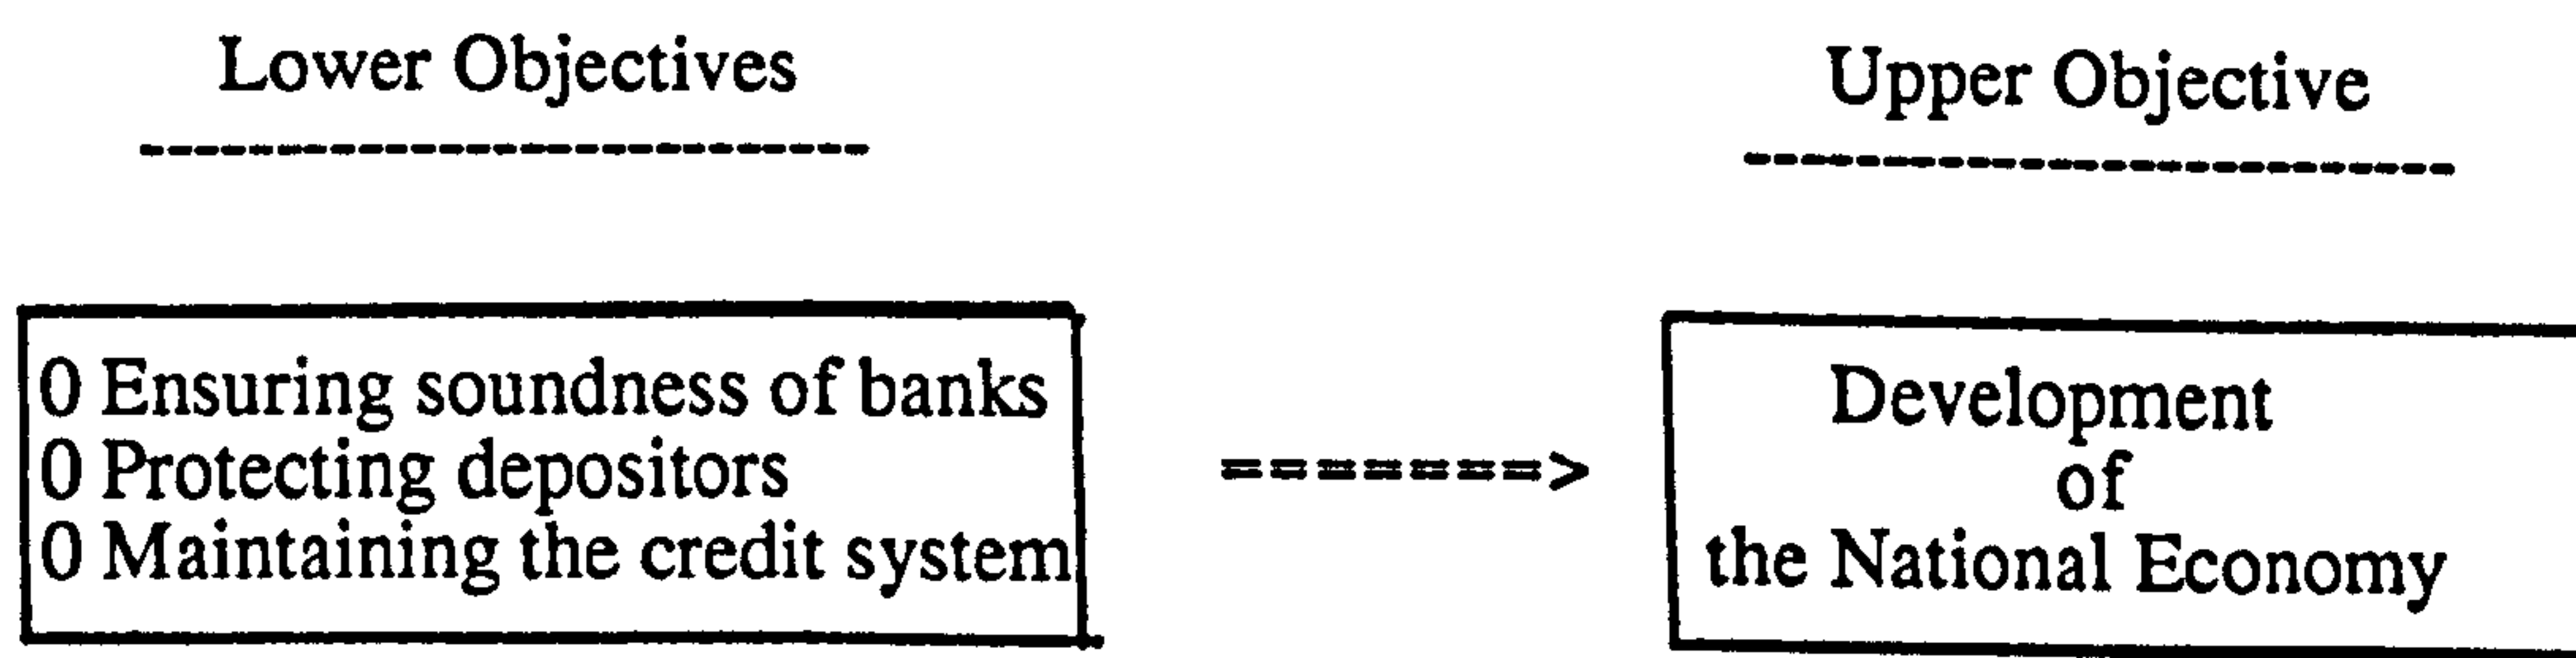 Lower Objectives
Upper Objective
0 Ensuring soundness of banks
0 Protecting depositors
0 Maintaining the credit system
=======>
Development
of
the National Economy